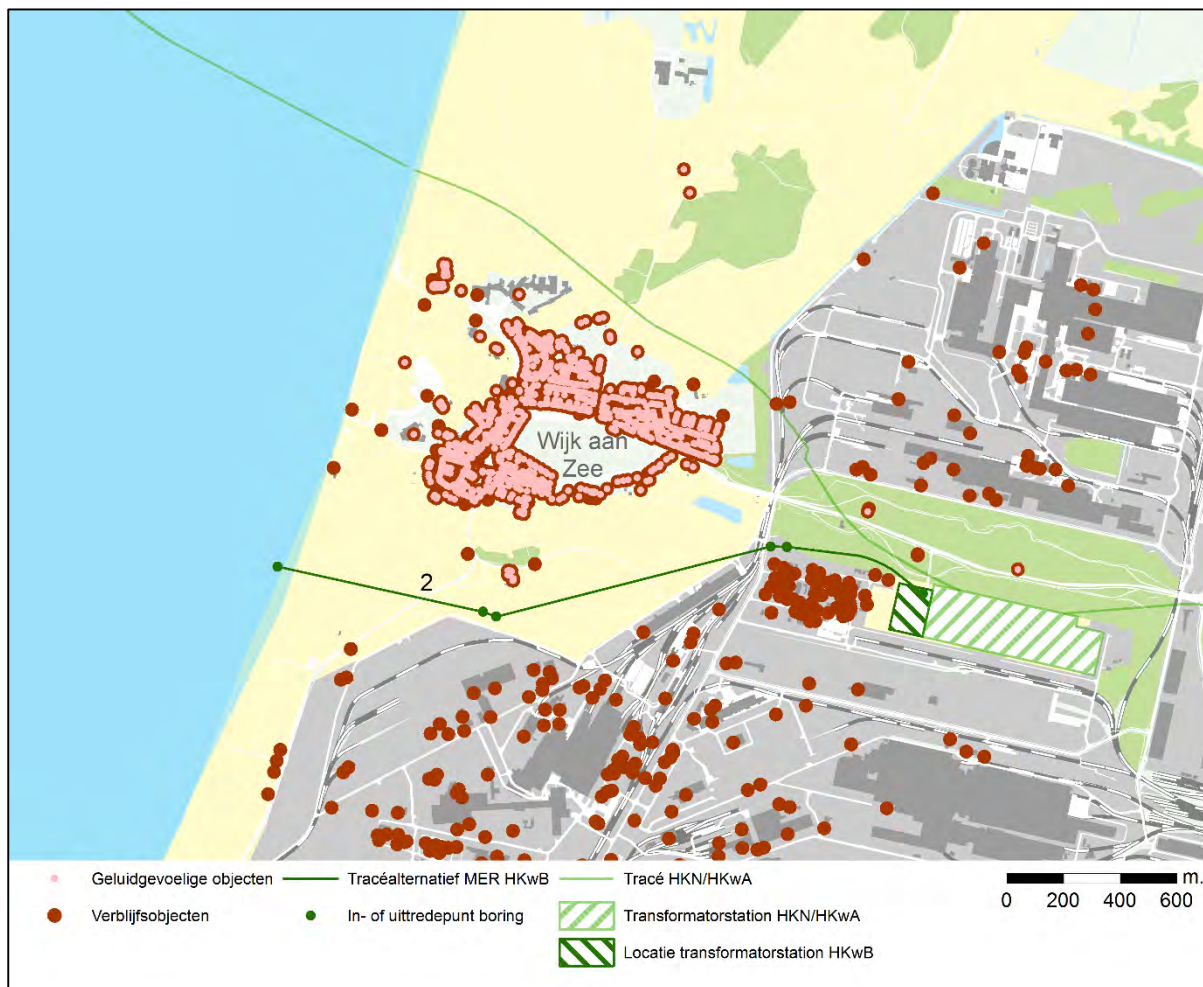 Wijk aan
Zee
2
Geluidgevoelige objecten
Tracéalternatief MER HKwB
Tracé HKN/HKwA
m.
Verblijfsobjecten
In- of uittredepunt boring
Transformatorstation HKN/HKwA
0 200 400 600
Locatie transformatorstation HKwB